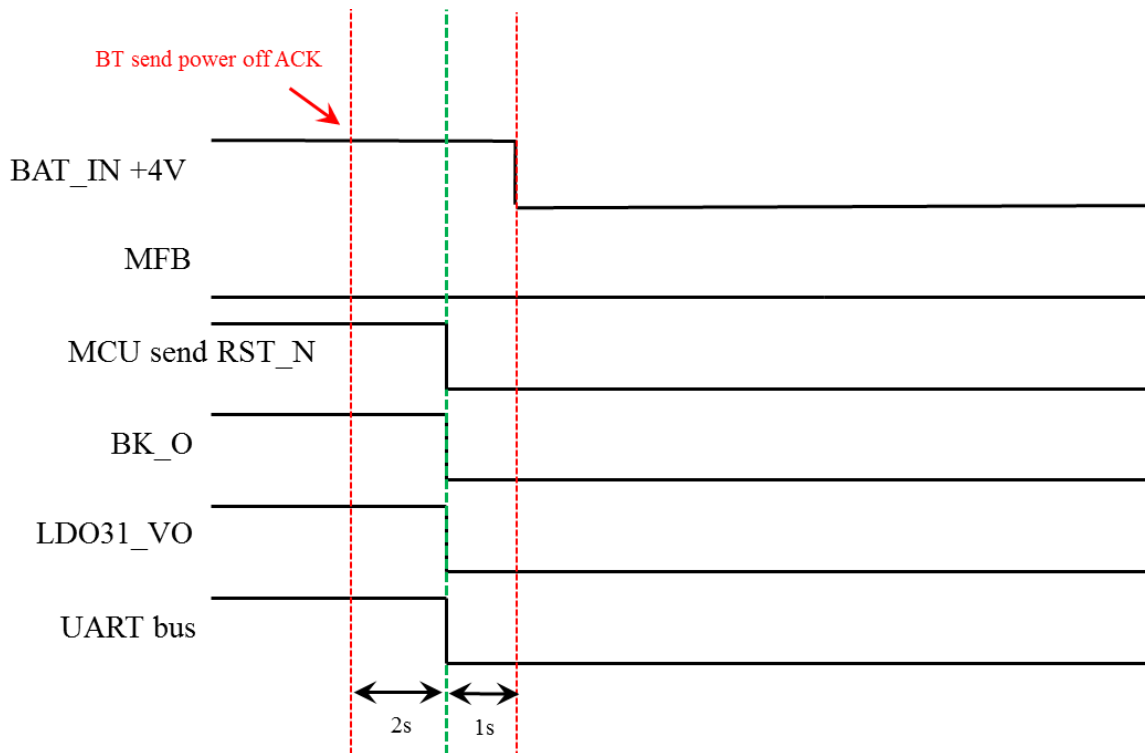 BT send power off ACK
BAT_IN +4V
MFB
MCU send RST_N
BK_O
LDO31_VO
UART bus
2s
1s